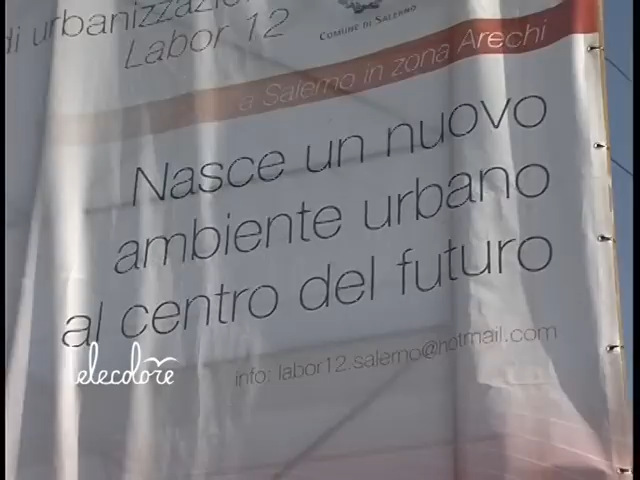 di urbanizzazio
Labor 12
COMUNE DI SALERNO
a Salerno in zona Arechi
Nasce un nuovo
ambiente urbano
al centro del futuro
telecolore
info: labor12.salerno@hotmail.com